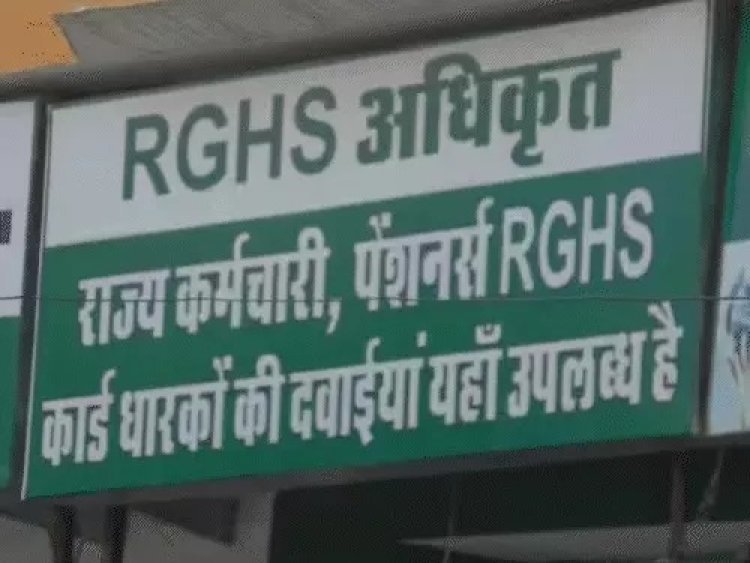 RGHS अधिकृत
राज्य कर्मचारी, पेंशनर्स RGHS
कार्ड धारकों की दवाईयां यहाँ उपलब्ध है